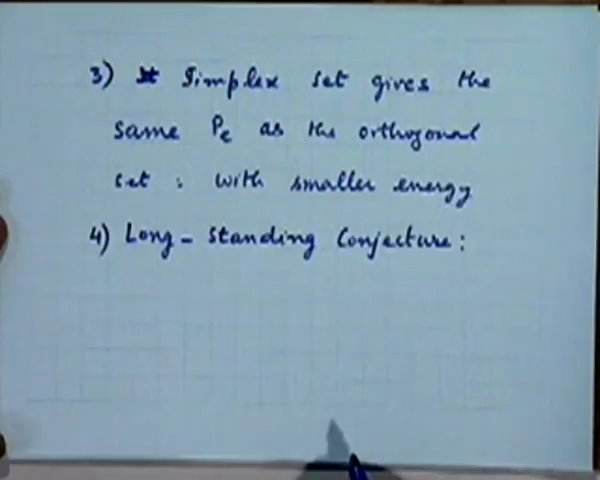 3) Simplex set gives the
same Pe as the orthogonal
set : with smaller energy
4) Long - Standing Conjecture :